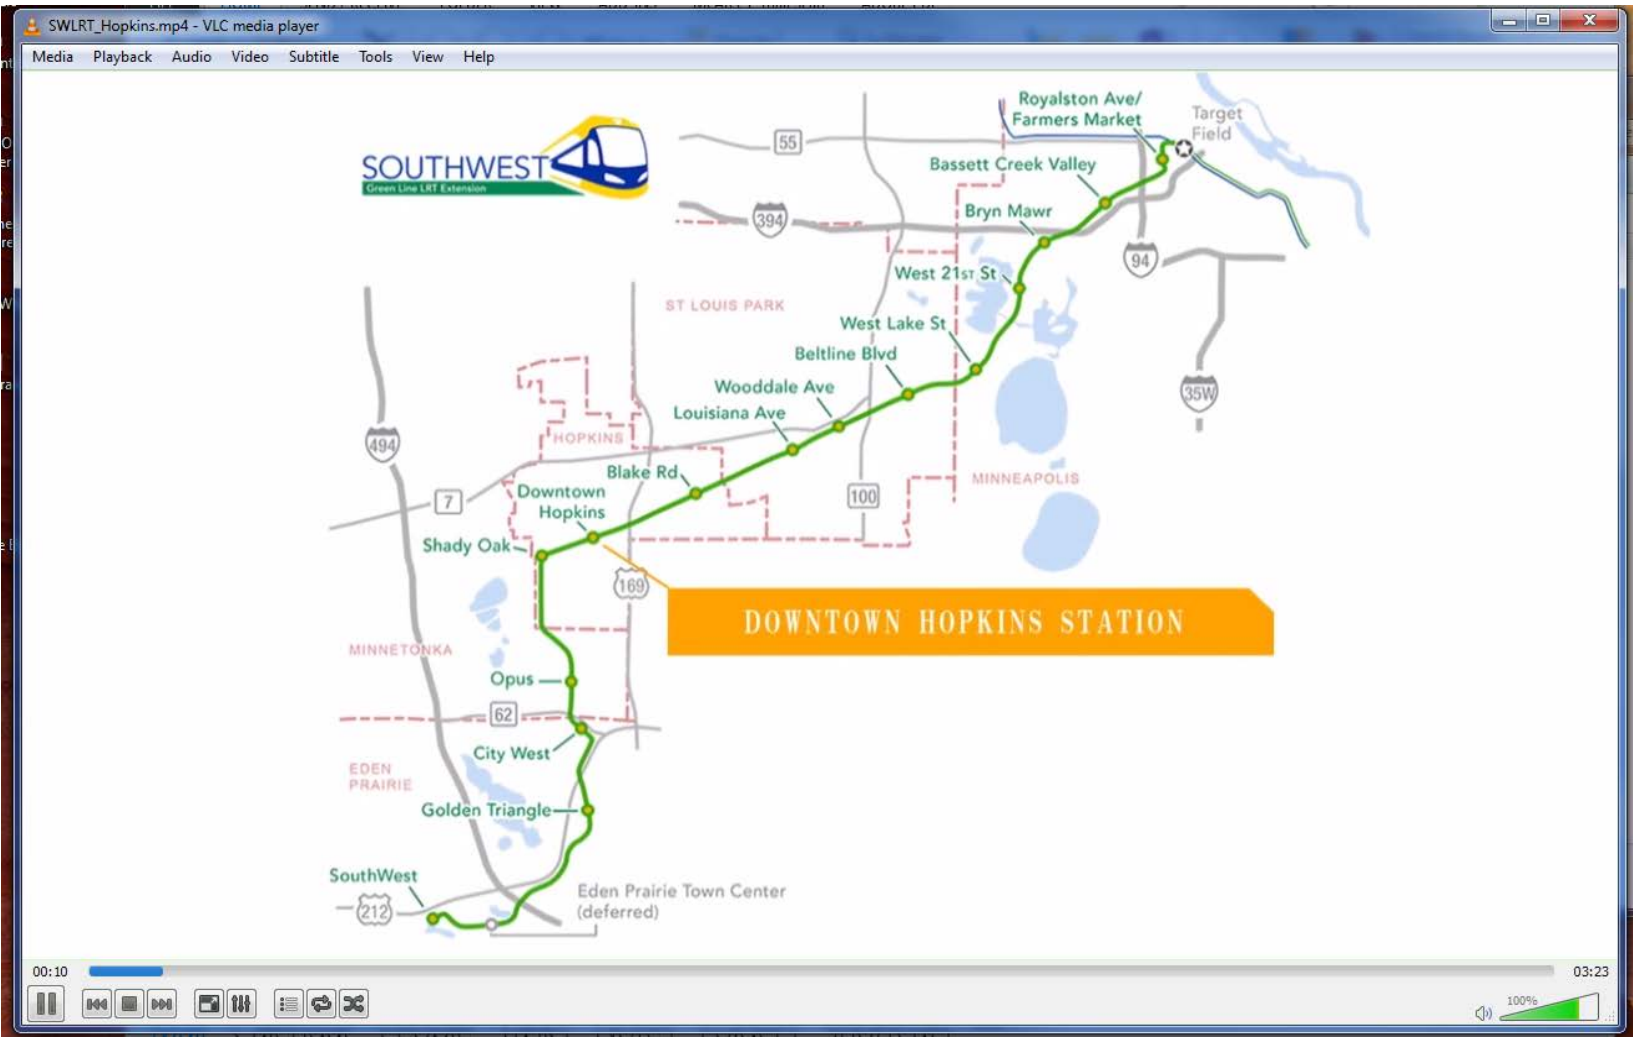 SWLRT_Hopkins.mp4 - VLC media player
Media Playback Audio Video Subtitle Tools View Help
SOUTHWEST
Green Line LRT Extension
Royalston Ave/
Farmers Market
Target
Field
55
Bassett Creek Valley
394
Bryn Mawr
94
West 21ST St
ST LOUIS PARK
West Lake St
Beltline Blvd
Wooddale Ave
35W
Louisiana Ave
494
HOPKINS
Blake Rd
MINNEAPOLIS
7
Downtown
Hopkins
100
Shady Oak
169
DOWNTOWN HOPKINS STATION
MINNETONKA
Opus
62
City West
EDEN
PRAIRIE
Golden Triangle
SouthWest
212
Eden Prairie Town Center
(deferred)
00:10
03:23
100%